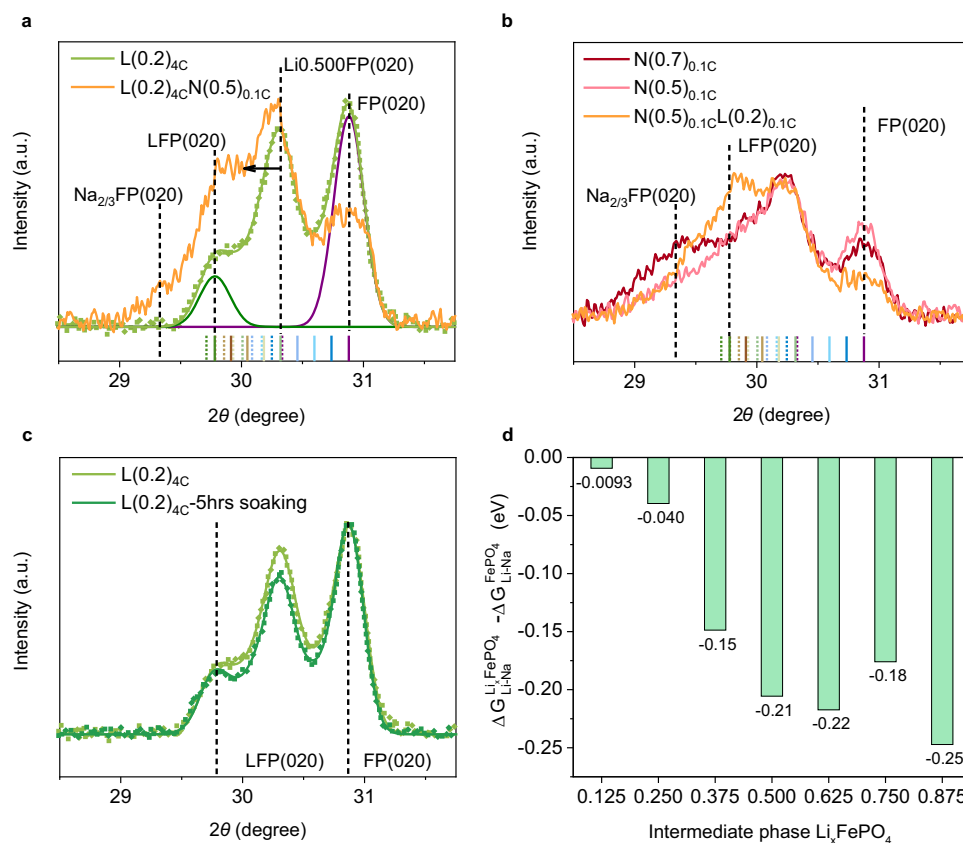 a
L(0.2)4C
L(0.2)4CN(0.5)0.1C
Li0.500FP(020)
FP(020)
LFP(020)
Na2/3FP(020)
Intensity (a.u.)
29
30
31
2θ (degree)
b
N(0.7)0.1C
N(0.5)0.1C
N(0.5)0.1CL(0.2)0.1C
FP(020)
LFP(020)
Na2/3FP(020)
Intensity (a.u.)
29
30
31
2θ (degree)
c
L(0.2)4C
L(0.2)4C-5hrs soaking
LFP(020)
FP(020)
Intensity (a.u.)
29
30
31
2θ (degree)
d
0.00
-0.05
-0.10
-0.15
-0.20
-0.25
ΔG Li-Na LixFePO4 -ΔG Li-Na FePO4 (eV)
-0.0093
-0.040
-0.15
-0.21
-0.22
-0.18
-0.25
0.125 0.250 0.375 0.500 0.625 0.750 0.875
Intermediate phase LixFePO4